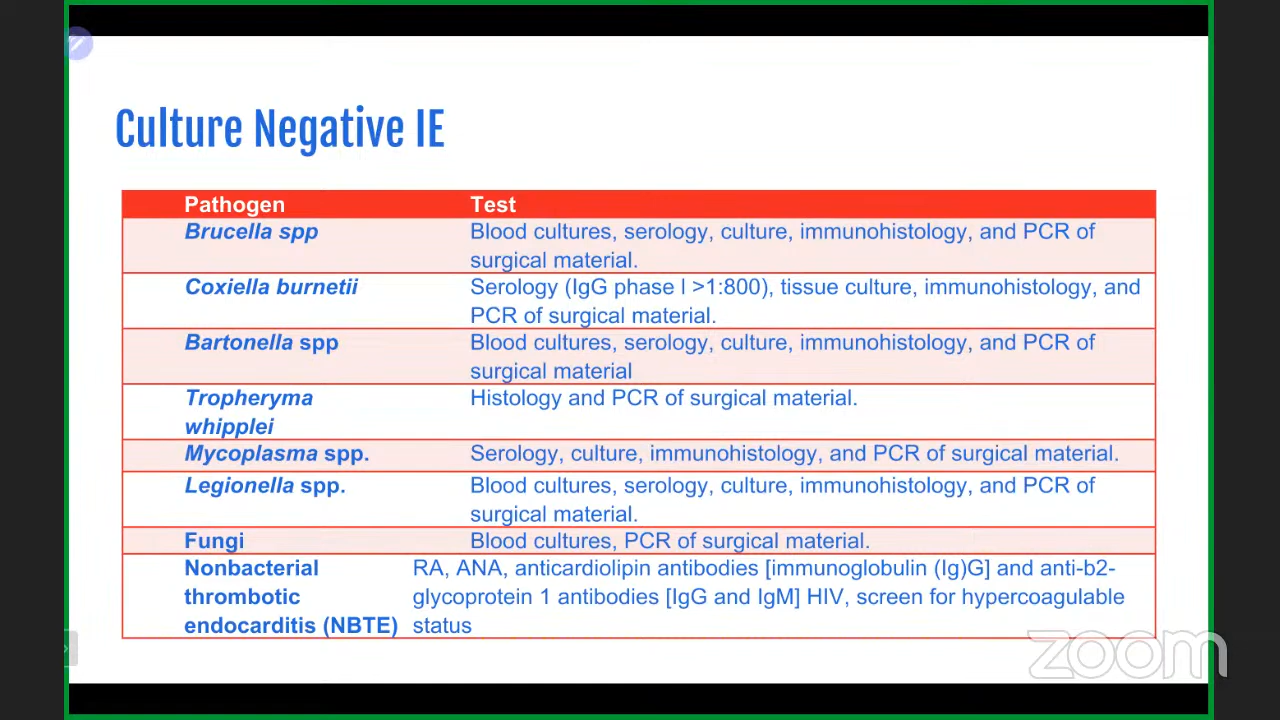 Culture Negative IE
Pathogen Test
Brucella spp Blood cultures, serology, culture, immunohistology, and PCR of
surgical material.
Coxiella burnetii Serology (IgG phase I >1:800), tissue culture, immunohistology, and
PCR of surgical material.
Bartonella spp Blood cultures, serology, culture, immunohistology, and PCR of
surgical material
Tropheryma Histology and PCR of surgical material.
whipplei
Mycoplasma spp. Serology, culture, immunohistology, and PCR of surgical material.
Legionella spp. Blood cultures, serology, culture, immunohistology, and PCR of
surgical material.
Fungi Blood cultures, PCR of surgical material.
Nonbacterial RA, ANA, anticardiolipin antibodies [immunoglobulin (Ig)G] and anti-b2-
thrombotic glycoprotein 1 antibodies [IgG and IgM] HIV, screen for hypercoagulable
endocarditis (NBTE) status
zoom